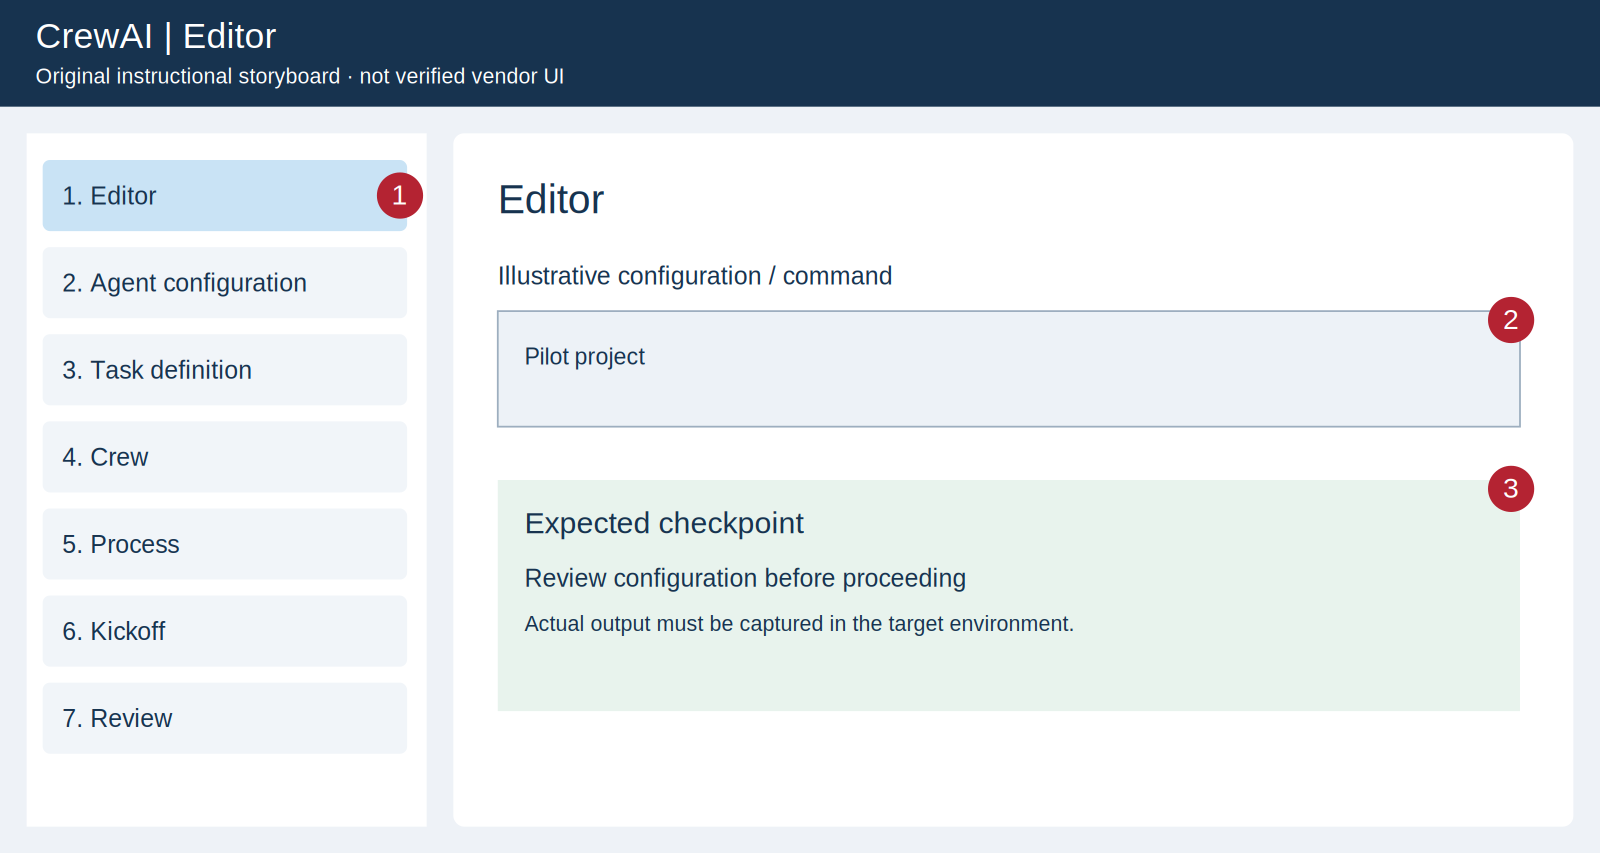 CrewAI | Editor
Original instructional storyboard · not verified vendor UI
1. Editor
1
2. Agent configuration
3. Task definition
4. Crew
5. Process
6. Kickoff
7. Review
Editor
Illustrative configuration / command
2
Pilot project
3
Expected checkpoint
Review configuration before proceeding
Actual output must be captured in the target environment.